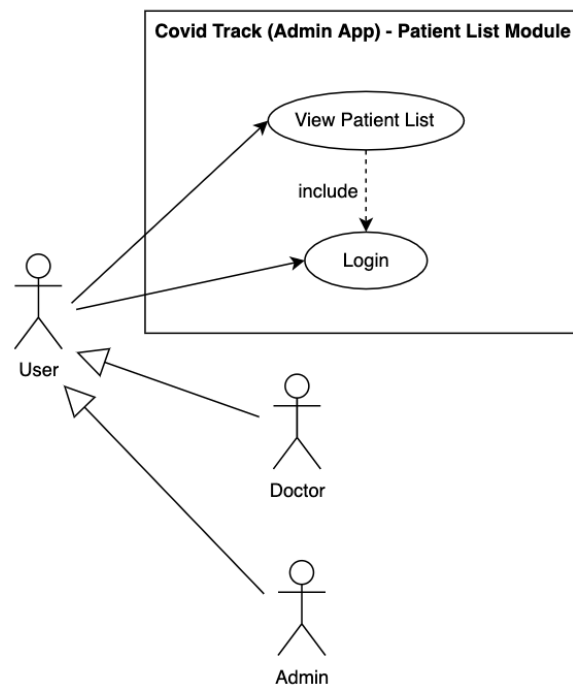 Covid Track (Admin App) - Patient List Module
View Patient List
include
Login
User
Doctor
Admin